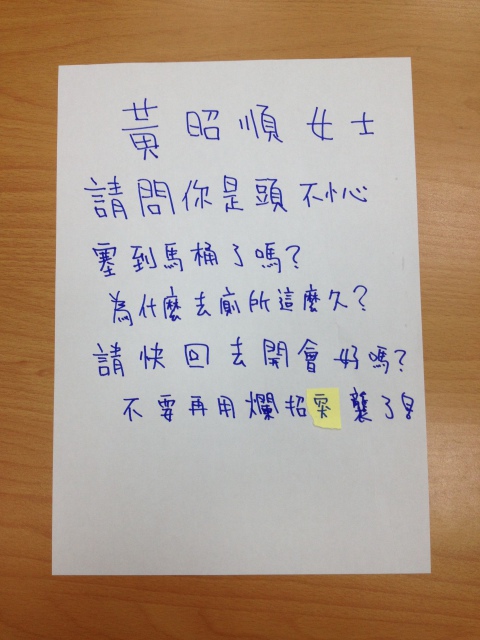 黃昭順女士
請問你是頭不小心
塞到馬桶了嗎?
為什麼去廁所這麼久?
請快回去開會好嗎?
不要再用爛招突襲了!